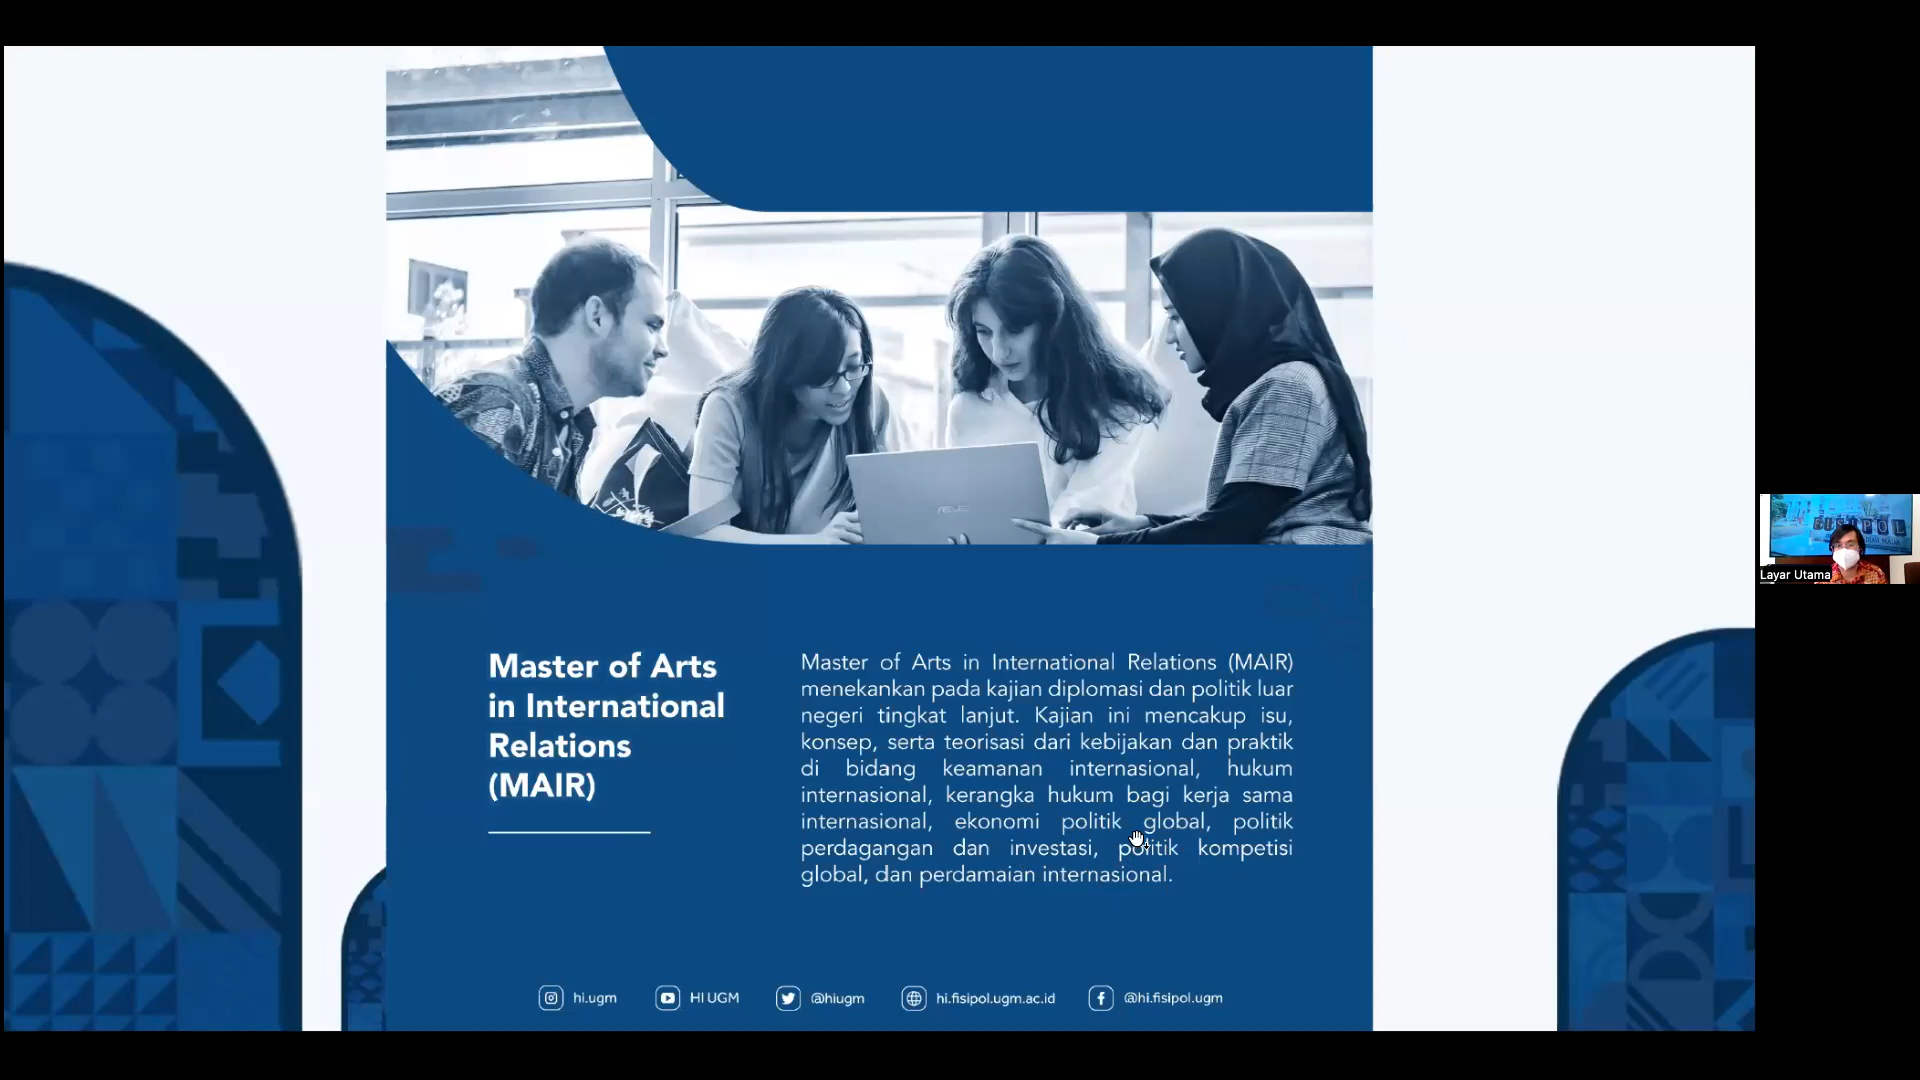 Master of Arts
in International
Relations
(MAIR)
Master of Arts in International Relations (MAIR)
menekankan pada kajian diplomasi dan politik luar
negeri tingkat lanjut. Kajian ini mencakup isu,
konsep, serta teorisasi dari kebijakan dan praktik
di bidang keamanan internasional, hukum
internasional, kerangka hukum bagi kerja sama
internasional, ekonomi politik global, politik
perdagangan dan investasi, politik kompetisi
global, dan perdamaian internasional.
hi.ugm
HI UGM
@hiugm
hi.fisipol.ugm.ac.id
@hi.fisipol.ugm
FISIPOL
Layar Utama